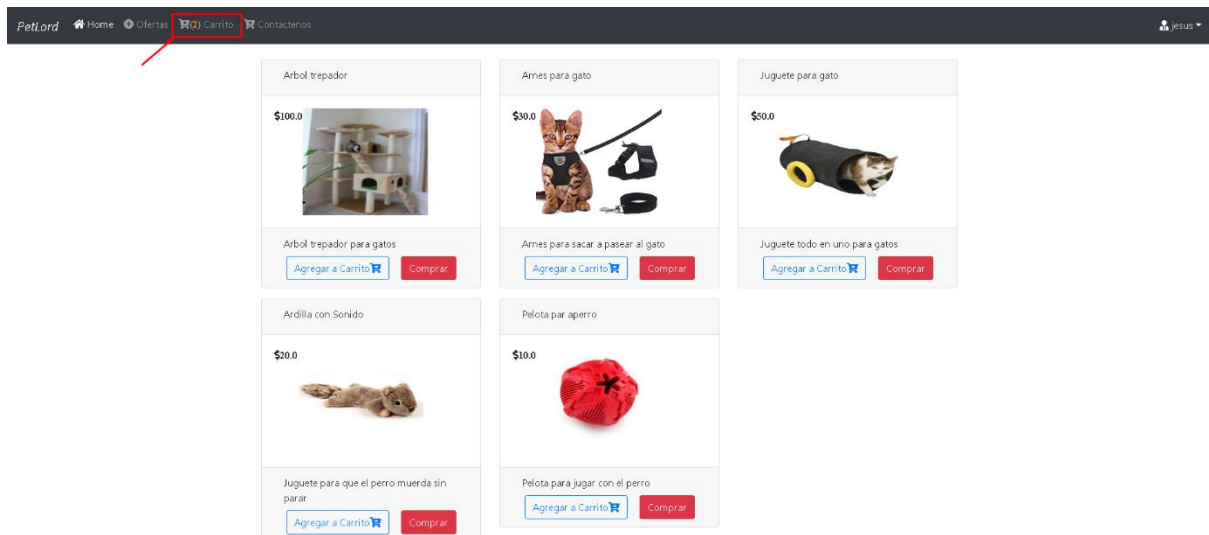 PetLord Home Ofertas (2) Carrito Contactenos jesus
Arbol trepador
$100.0
Arbol trepador para gatos
Agregar a Carrito Comprar
Arnes para gato
$30.0
Arnes para sacar a pasear al gato
Agregar a Carrito Comprar
Juguete para gato
$50.0
Juguete todo en uno para gatos
Agregar a Carrito Comprar
Ardilla con Sonido
$20.0
Juguete para que el perro muerda sin
parar
Agregar a Carrito Comprar
Pelota par aperro
$10.0
Pelota para jugar con el perro
Agregar a Carrito Comprar